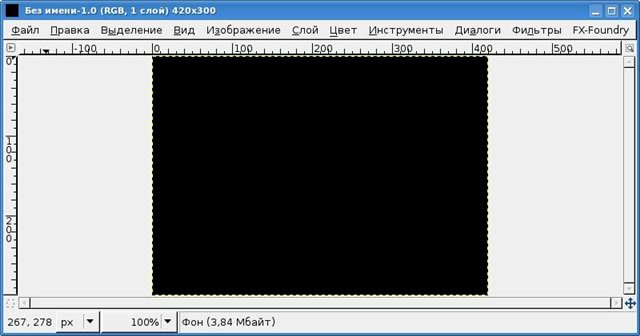 Без имени-1.0 (RGB, 1 слой) 420x300
Файл Правка Выделение Вид Изображение Слой Цвет Инструменты Диалоги Фильтры FX-Foundry
-100 0 100 200 300 400 500
0
100
200
267, 278 px 100% Фон (3,84 Мбайт)